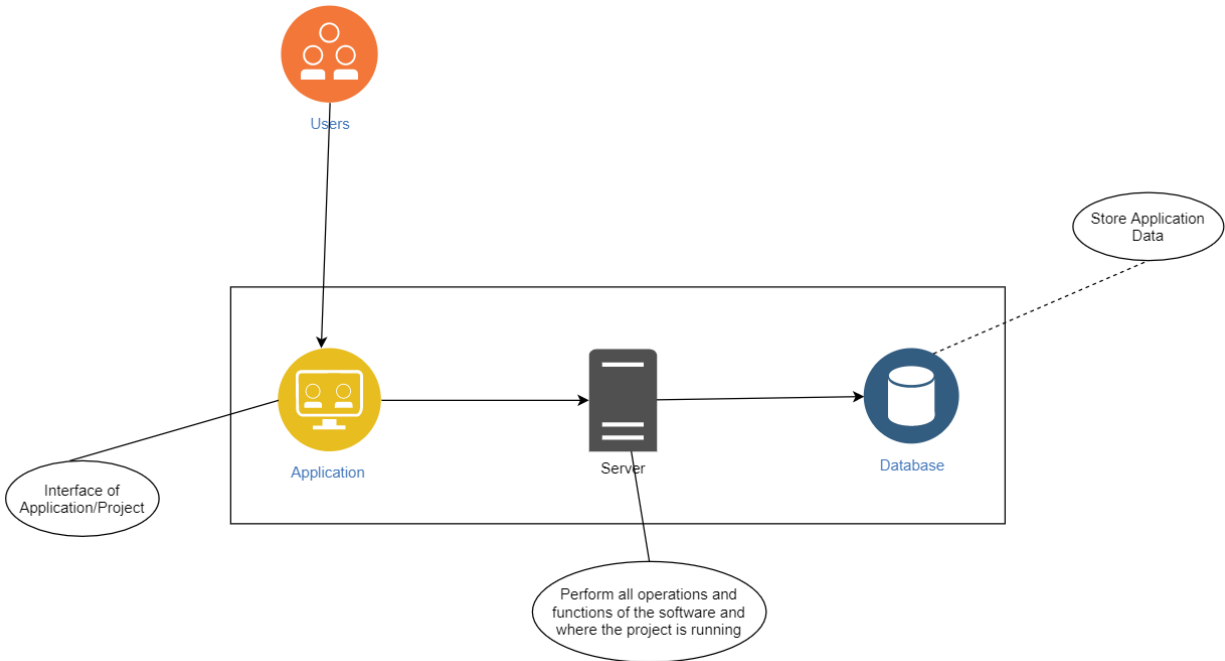 Users
Store Application
Data
Application
Server
Database
Interface of
Application/Project
Perform all operations and
functions of the software and
where the project is running